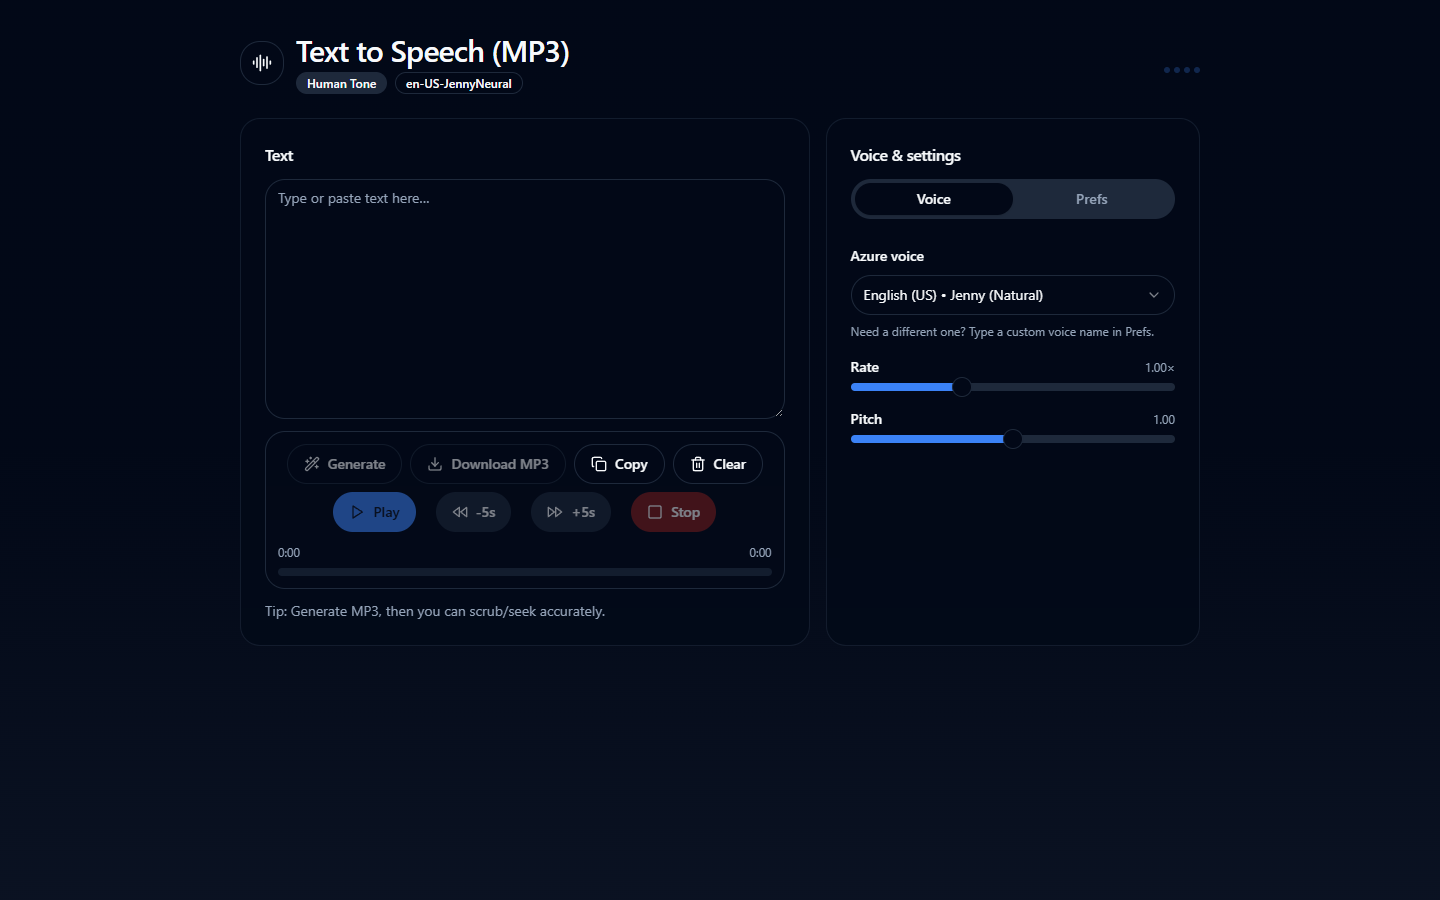 Text to Speech (MP3)
Human Tone
en-US-JennyNeural
Text
Type or paste text here...
Generate
Download MP3
Copy
Clear
Play
-5s
+5s
Stop
0:00
0:00
Tip: Generate MP3, then you can scrub/seek accurately.
Voice & settings
Voice
Prefs
Azure voice
English (US) • Jenny (Natural)
Need a different one? Type a custom voice name in Prefs.
Rate
1.00×
Pitch
1.00